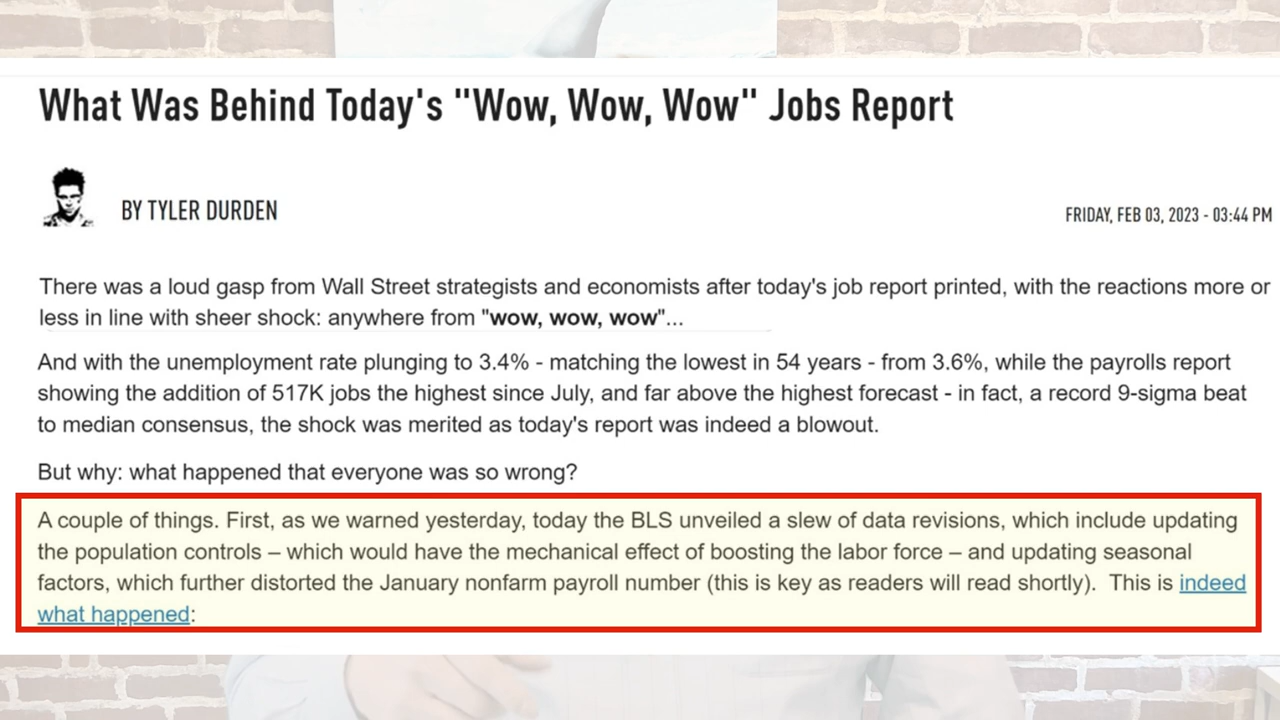 What Was Behind Today's "Wow, Wow, Wow" Jobs Report
BY TYLER DURDEN
FRIDAY, FEB 03, 2023 - 03:44 PM
There was a loud gasp from Wall Street strategists and economists after today's job report printed, with the reactions more or
less in line with sheer shock: anywhere from "wow, wow, wow"...
And with the unemployment rate plunging to 3.4% - matching the lowest in 54 years - from 3.6%, while the payrolls report
showing the addition of 517K jobs the highest since July, and far above the highest forecast - in fact, a record 9-sigma beat
to median consensus, the shock was merited as today's report was indeed a blowout.
But why: what happened that everyone was so wrong?
A couple of things. First, as we warned yesterday, today the BLS unveiled a slew of data revisions, which include updating
the population controls – which would have the mechanical effect of boosting the labor force – and updating seasonal
factors, which further distorted the January nonfarm payroll number (this is key as readers will read shortly).  This is indeed
what happened: